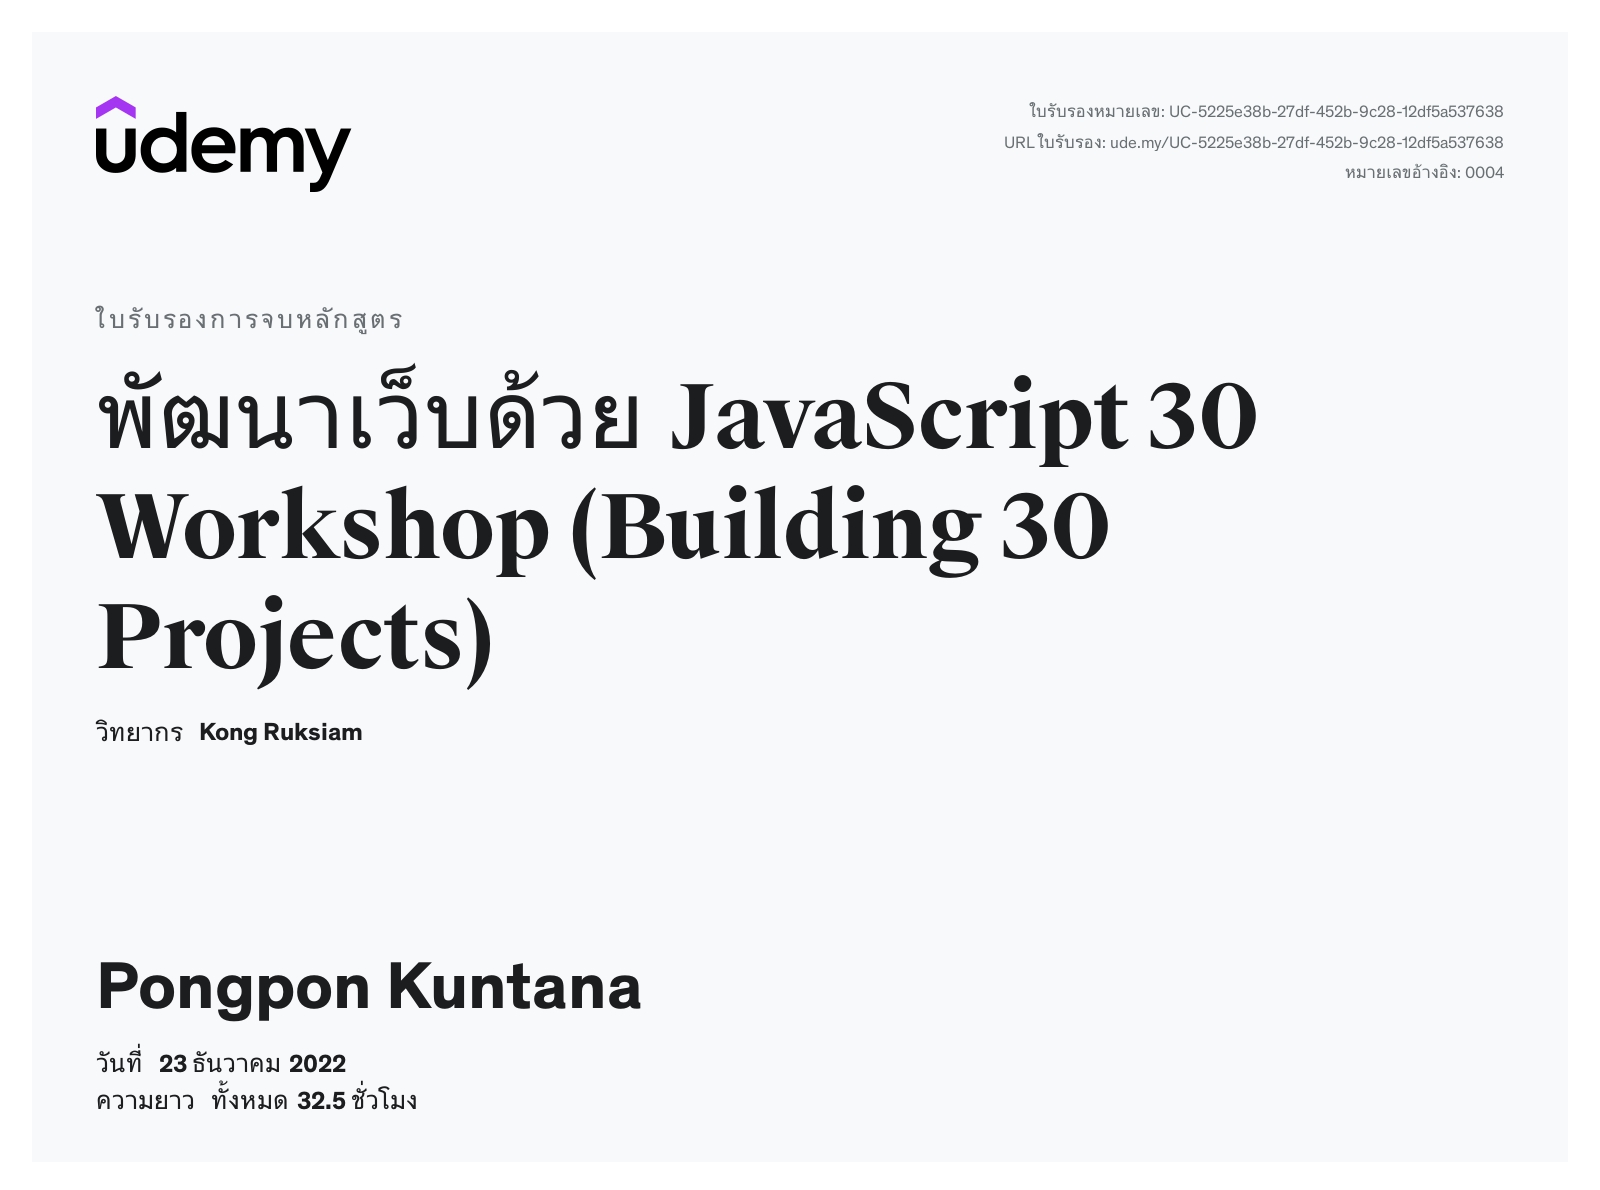 udemy
ใบรับรองหมายเลข: UC-5225e38b-27df-452b-9c28-12df5a537638
URLใบรับรอง: ude.my/UC-5225e38b-27df-452b-9c28-12df5a537638
หมายเลขอ้างอิง: 0004
ใบรับรองการจบหลักสูตร
พัฒนาเว็บด้วย JavaScript 30
Workshop (Building 30
Projects)
วิทยากร Kong Ruksiam
Pongpon Kuntana
วันที่ 23 ธันวาคม 2022
ความยาว ทั้งหมด 32.5 ชั่วโมง